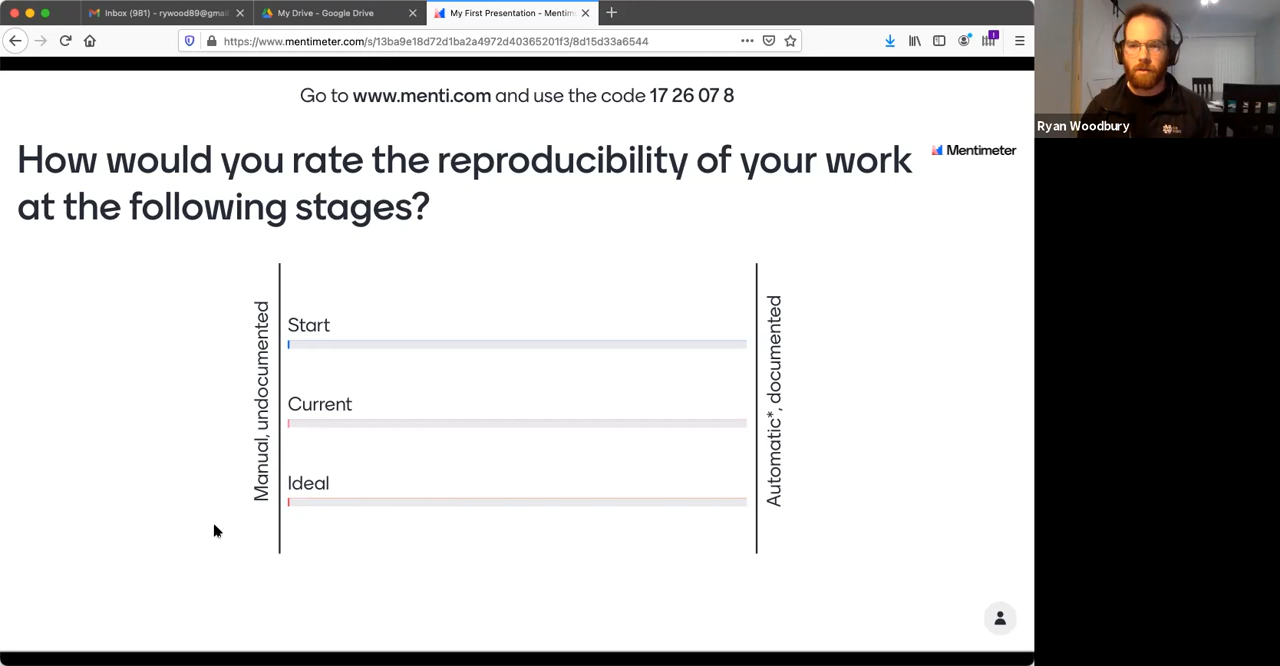 Inbox (981) - rywood89@gmai
My Drive - Google Drive
My First Presentation - Mentim
https://www.mentimeter.com/s/13ba9e18d72d1ba2a4972d40365201f3/8d15d33a6544
Go to www.menti.com and use the code 17 26 07 8
How would you rate the reproducibility of your work
at the following stages?
Mentimeter
Manual, undocumented
Start
Current
Ideal
Automatic*, documented
Ryan Woodbury